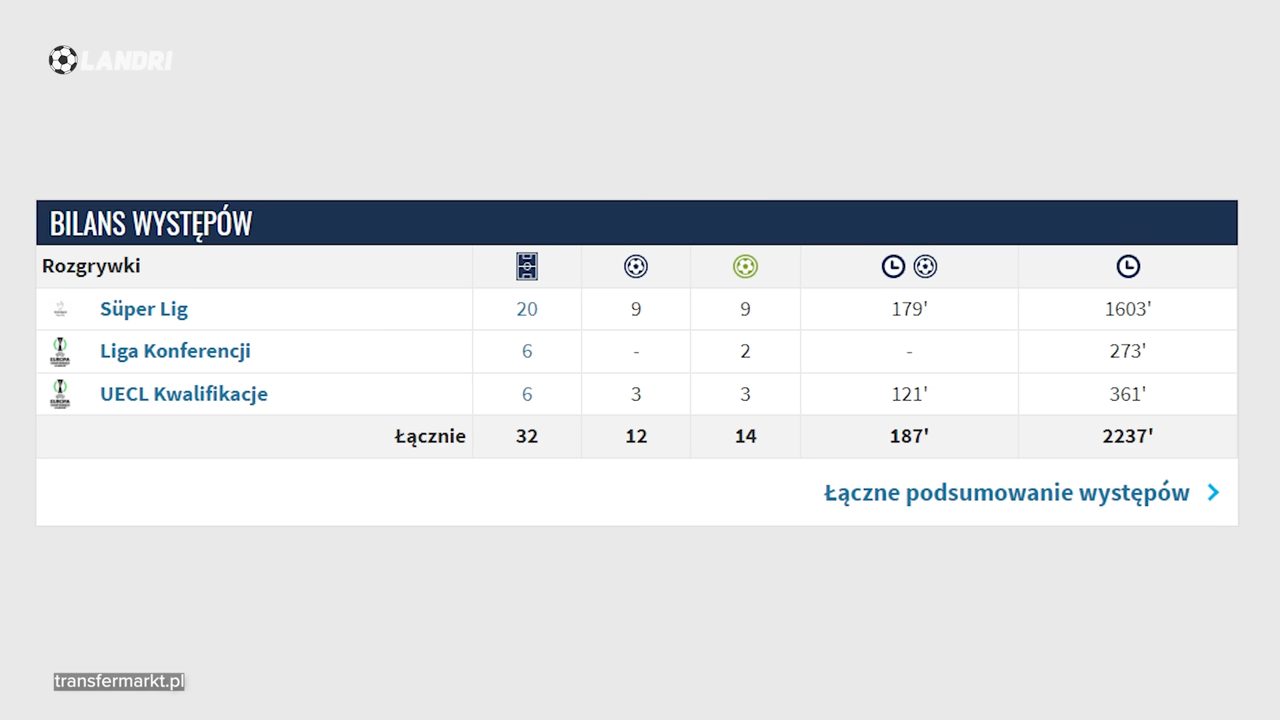 LANDRI
BILANS WYSTĘPÓW
Rozgrywki
Süper Lig 20 9 9 179' 1603'
Liga Konferencji 6 - 2 - 273'
UECL Kwalifikacje 6 3 3 121' 361'
Łącznie 32 12 14 187' 2237'
Łączne podsumowanie występów
transfermarkt.pl